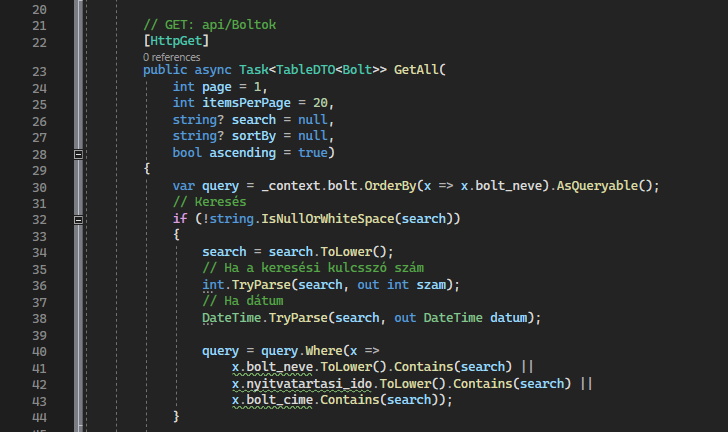 20
21 // GET: api/Boltok
22 [HttpGet]
0 references
23 public async Task<TableDTO<Bolt>> GetAll(
24 int page = 1,
25 int itemsPerPage = 20,
26 string? search = null,
27 string? sortBy = null,
28 bool ascending = true)
29 {
30 var query = _context.bolt.OrderBy(x => x.bolt_neve).AsQueryable();
31 // Keresés
32 if (!string.IsNullOrWhiteSpace(search))
33 {
34 search = search.ToLower();
35 // Ha a keresési kulcsszó szám
36 int.TryParse(search, out int szam);
37 // Ha dátum
38 DateTime.TryParse(search, out DateTime datum);
39
40 query = query.Where(x =>
41 x.bolt_neve.ToLower().Contains(search) ||
42 x.nyitvatartasi_ido.ToLower().Contains(search) ||
43 x.bolt_cime.Contains(search));
44 }